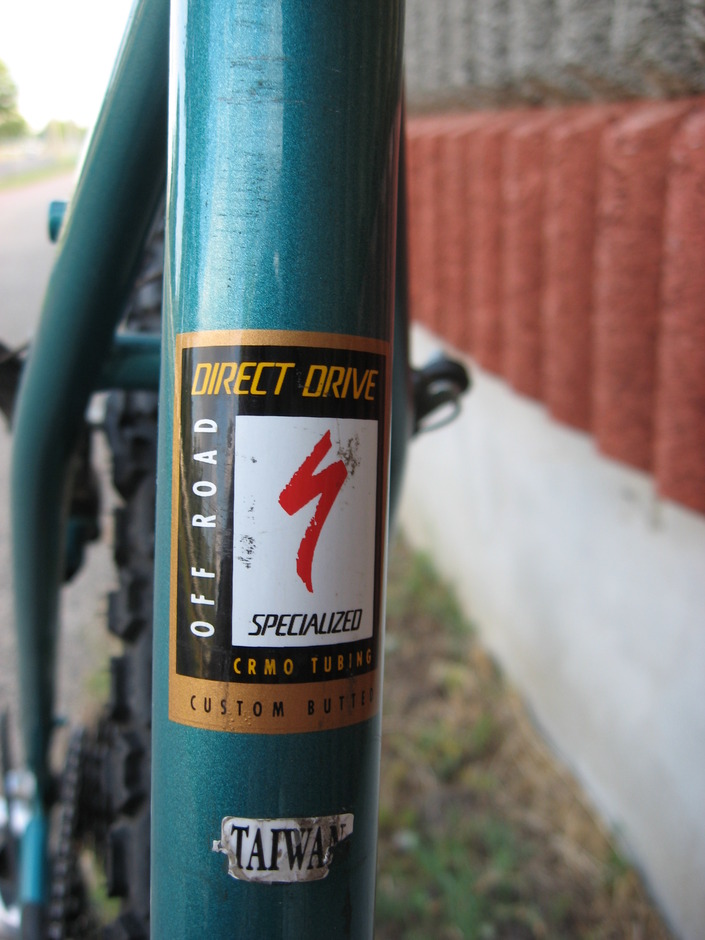 DIRECT DRIVE
OFF ROAD
SPECIALIZED
CRMO TUBING
CUSTOM BUTTED
TAIWAN